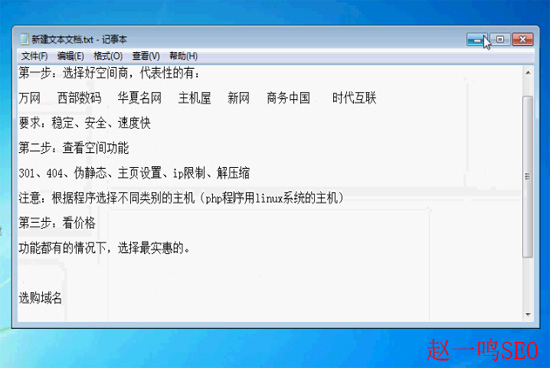 新建文本文档.txt - 记事本
文件(F) 编辑(E) 格式(O) 查看(V) 帮助(H)
第一步：选择好空间商，代表性的有：
万网 西部数码 华夏名网 主机屋 新网 商务中国 时代互联
要求：稳定、安全、速度快
第二步：查看空间功能
301、404、伪静态、主页设置、ip限制、解压缩
注意：根据程序选择不同类别的主机（php程序用linux系统的主机）
第三步：看价格
功能都有的情况下，选择最实惠的。
选购域名
赵一鸣SEO